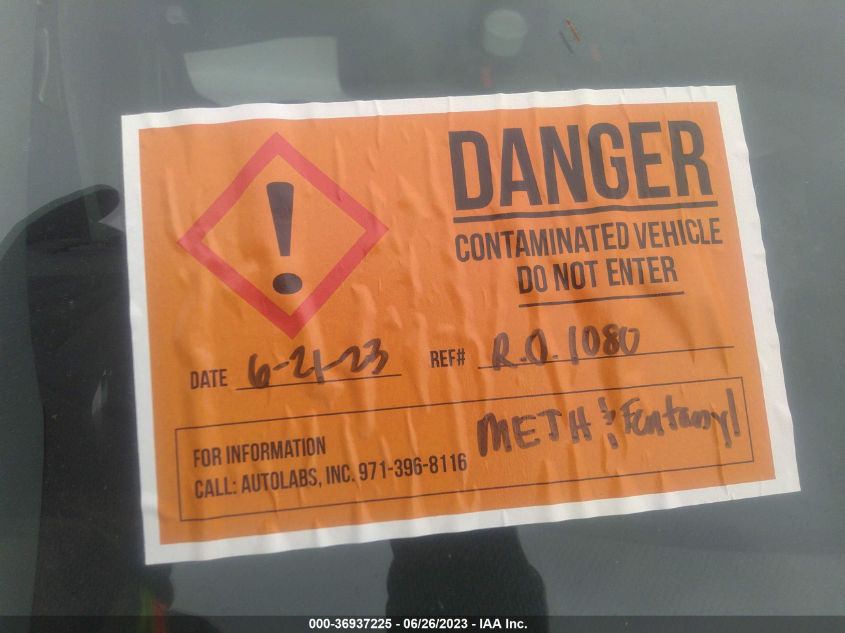 DANGER
CONTAMINATED VEHICLE
DO NOT ENTER
DATE 6-21-23 REF# R.O. 1080
METH & Fentanyl
FOR INFORMATION
CALL: AUTOLABS, INC. 971-396-8116
000-36937225 - 06/26/2023 - IAA Inc.